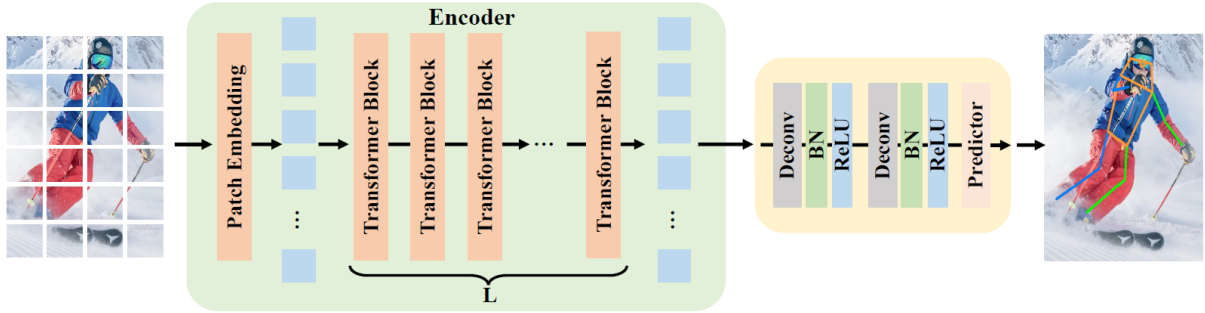 Encoder
Patch Embedding
...
Transformer Block
Transformer Block
Transformer Block
...
Transformer Block
...
L
Deconv
BN
ReLU
Deconv
BN
ReLU
Predictor